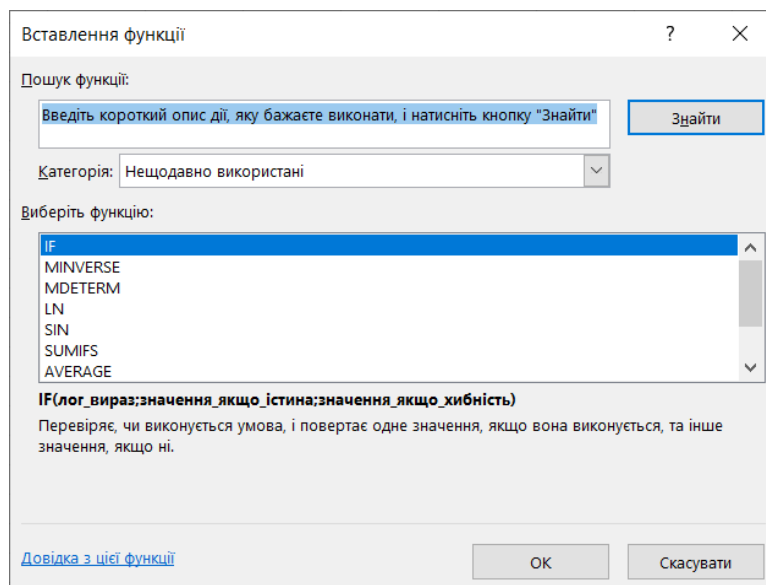 Вставлення функції
?
Пошук функції:
Введіть короткий опис дії, яку бажаєте виконати, і натисніть кнопку "Знайти"
Знайти
Категорія: Нещодавно використані
Виберіть функцію:
IF
MINVERSE
MDETERM
LN
SIN
SUMIFS
AVERAGE
IF(лог_вираз;значення_якщо_істина;значення_якщо_хибність)
Перевіряє, чи виконується умова, і повертає одне значення, якщо вона виконується, та інше
значення, якщо ні.
Довідка з цієї функції
ОК
Скасувати